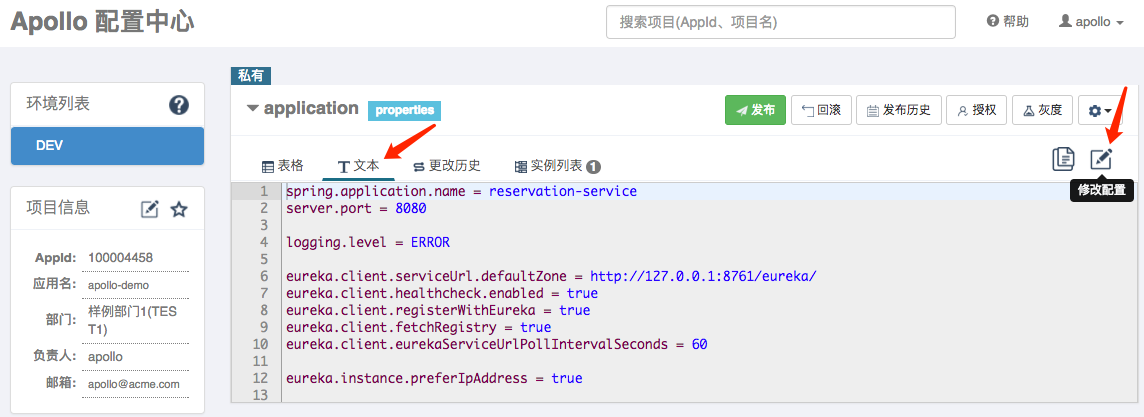 Apollo 配置中心
搜索项目(AppId、项目名)
帮助
apollo
环境列表
DEV
项目信息
AppId: 100004458
应用名: apollo-demo
部门: 样例部门1(TES
T1)
负责人: apollo
邮箱: apollo@acme.com
私有
application properties
发布 回滚 发布历史 授权 灰度
表格 文本 更改历史 实例列表 1
修改配置
1 spring.application.name = reservation-service
2 server.port = 8080
3
4 logging.level = ERROR
5
6 eureka.client.serviceUrl.defaultZone = http://127.0.0.1:8761/eureka/
7 eureka.client.healthcheck.enabled = true
8 eureka.client.registerWithEureka = true
9 eureka.client.fetchRegistry = true
10 eureka.client.eurekaServiceUrlPollIntervalSeconds = 60
11
12 eureka.instance.preferIpAddress = true
13